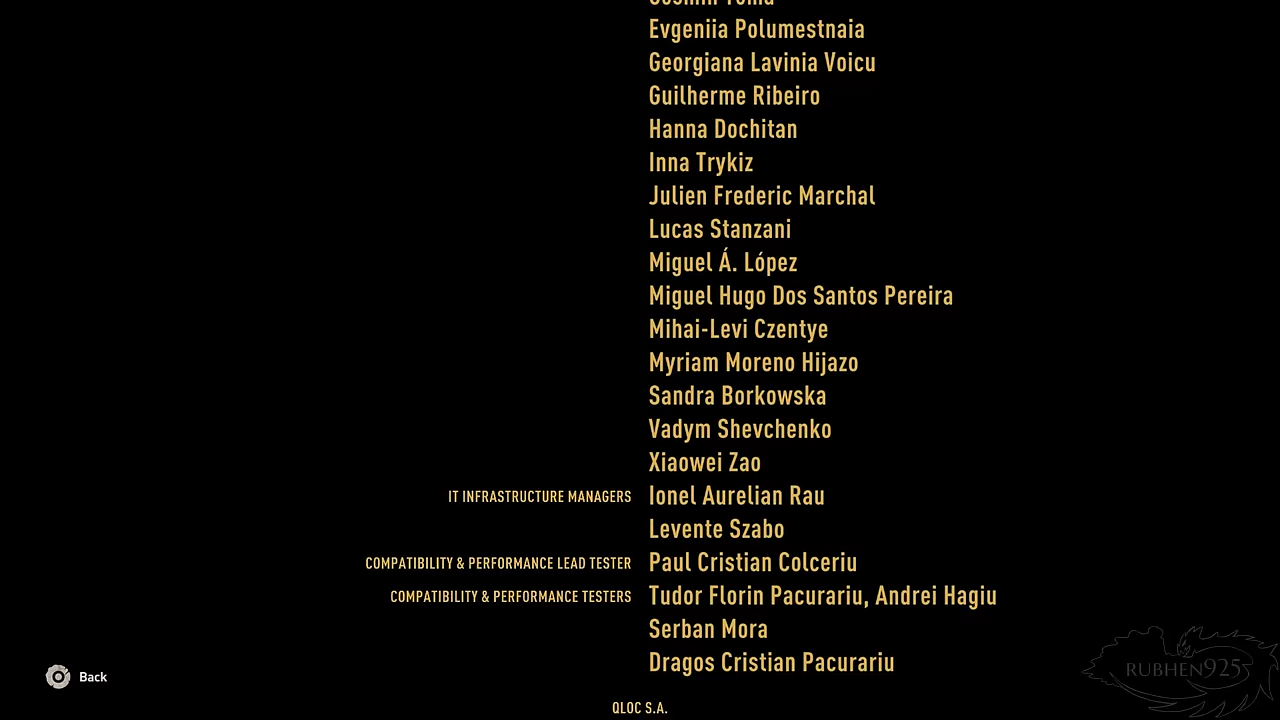 Evgeniia Polumestnaia
Georgiana Lavinia Voicu
Guilherme Ribeiro
Hanna Dochitan
Inna Trykiz
Julien Frederic Marchal
Lucas Stanzani
Miguel Á. López
Miguel Hugo Dos Santos Pereira
Mihai-Levi Czentye
Myriam Moreno Hijazo
Sandra Borkowska
Vadym Shevchenko
Xiaowei Zao
IT INFRASTRUCTURE MANAGERS Ionel Aurelian Rau
Levente Szabo
COMPATIBILITY & PERFORMANCE LEAD TESTER Paul Cristian Colceriu
COMPATIBILITY & PERFORMANCE TESTERS Tudor Florin Pacurariu, Andrei Hagiu
Serban Mora
Dragos Cristian Pacurariu
RUBHEN925
Back
QLOC S.A.